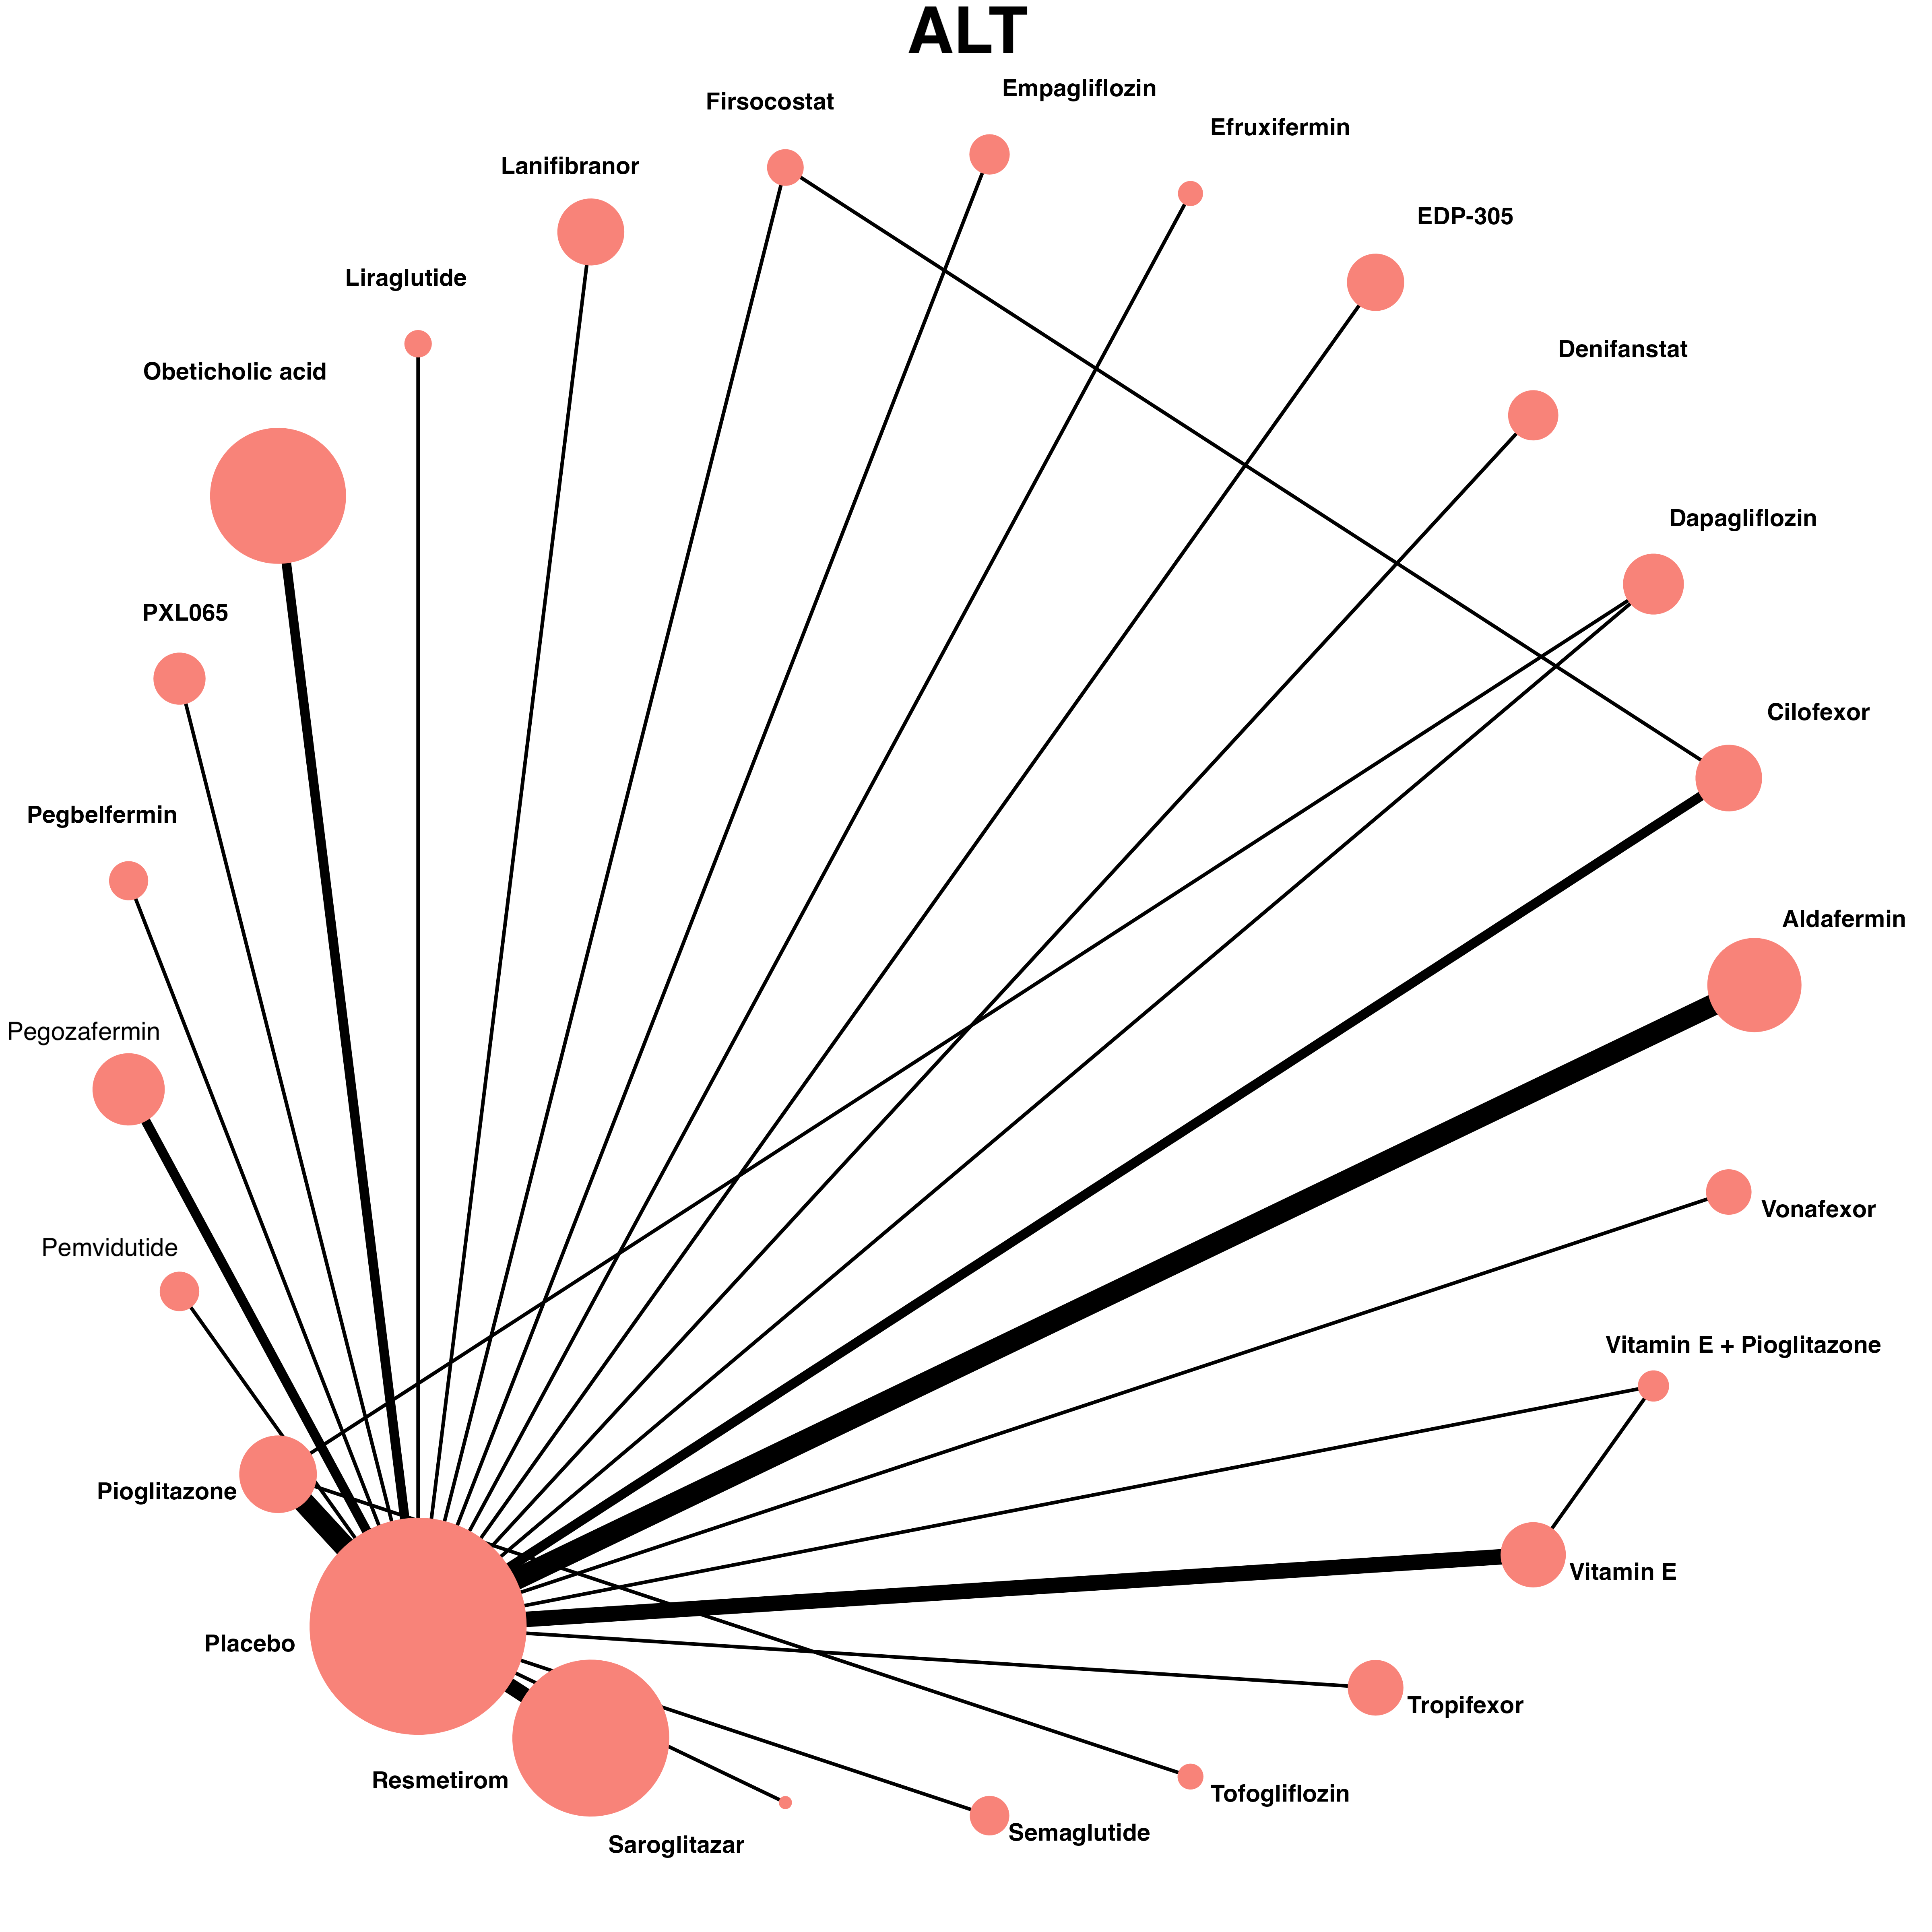 ALT
Empagliflozin
Firsocostat
Efruxifermin
Lanifibranor
EDP-305
Liraglutide
Denifanstat
Obeticholic acid
Dapagliflozin
PXL065
Cilofexor
Pegbelfermin
Aldafermin
Pegozafermin
Vonafexor
Pemvidutide
Vitamin E + Pioglitazone
Pioglitazone
Vitamin E
Placebo
Tropifexor
Resmetirom
Tofogliflozin
Semaglutide
Saroglitazar